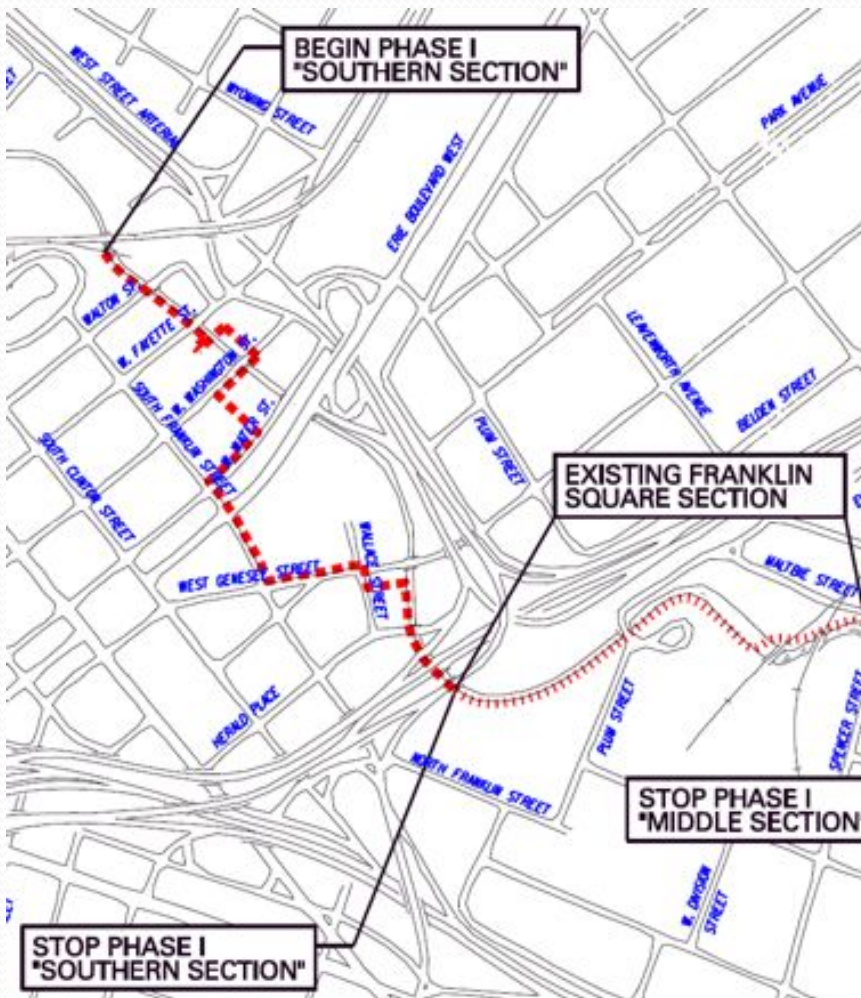 BEGIN PHASE I
"SOUTHERN SECTION"
WEST STREET ARTERIAL
WYOMING STREET
PARK AVENUE
ERIE BOULEVARD WEST
WALTON ST.
W. FAYETTE ST.
W. WASHINGTON ST.
LEAVENWORTH AVENUE
BELDEN STREET
SOUTH FRANKLIN STREET
W. WATER ST.
SOUTH CLINTON STREET
PLUM STREET
EXISTING FRANKLIN
SQUARE SECTION
WALLACE STREET
WEST GENESEE STREET
MALTBIE STREET
HERALD PLACE
PLUM STREET
SPENCER STREET
NORTH FRANKLIN STREET
STOP PHASE I
"MIDDLE SECTION
W. DIVISION
STREET
STOP PHASE I
"SOUTHERN SECTION"